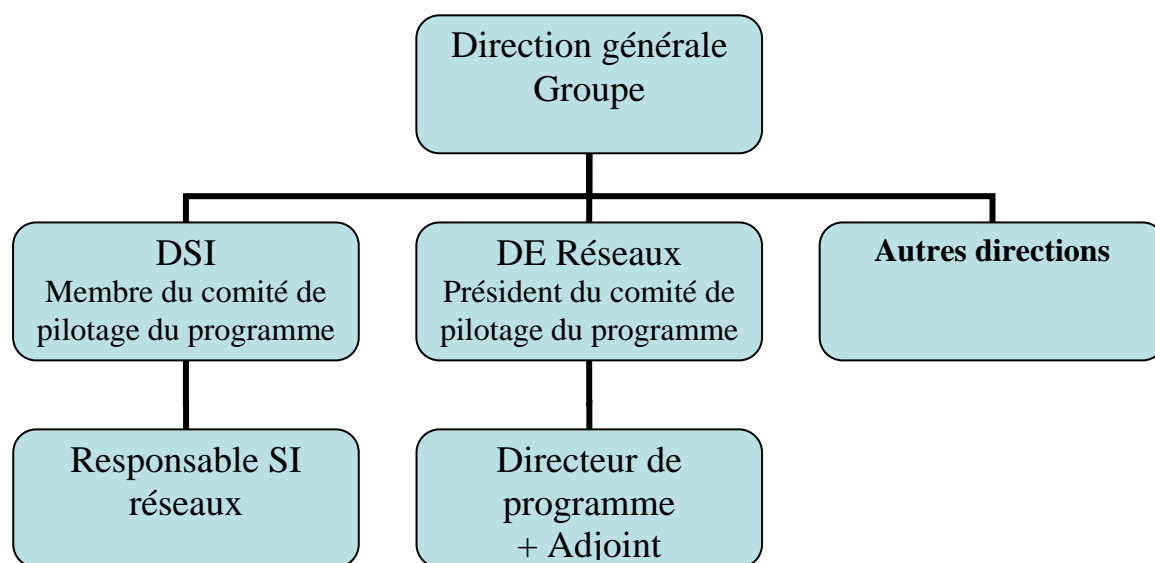 Direction générale
Groupe
DSI
Membre du comité de
pilotage du programme
DE Réseaux
Président du comité de
pilotage du programme
Autres directions
Responsable SI
réseaux
Directeur de
programme
+ Adjoint